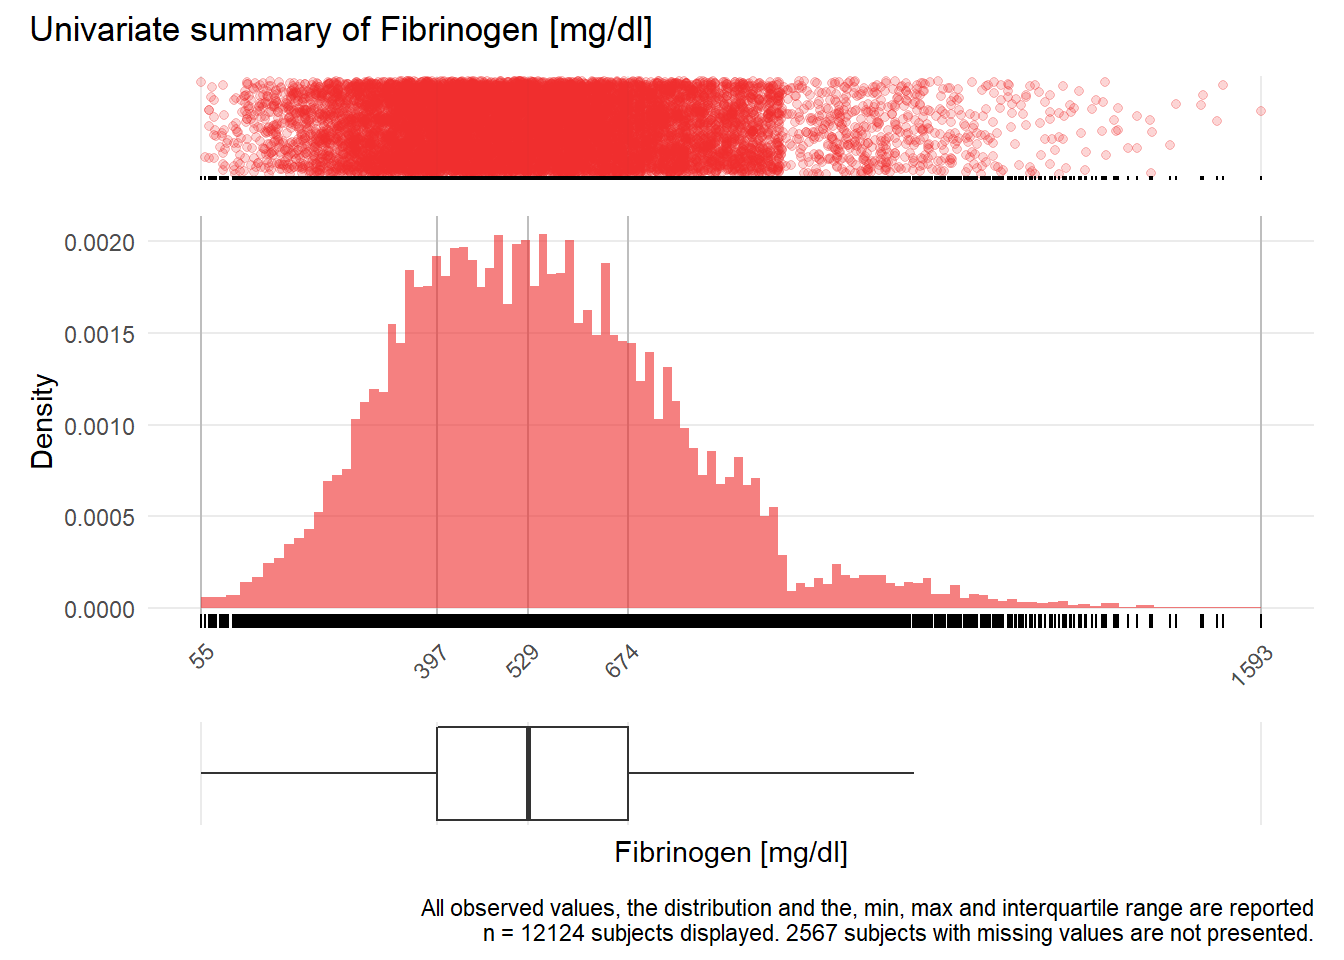 Univariate summary of Fibrinogen [mg/dl]
0.0020
0.0015
0.0010
0.0005
0.0000
Density
55
397
529
674
1593
Fibrinogen [mg/dl]
All observed values, the distribution and the, min, max and interquartile range are reported
n = 12124 subjects displayed. 2567 subjects with missing values are not presented.